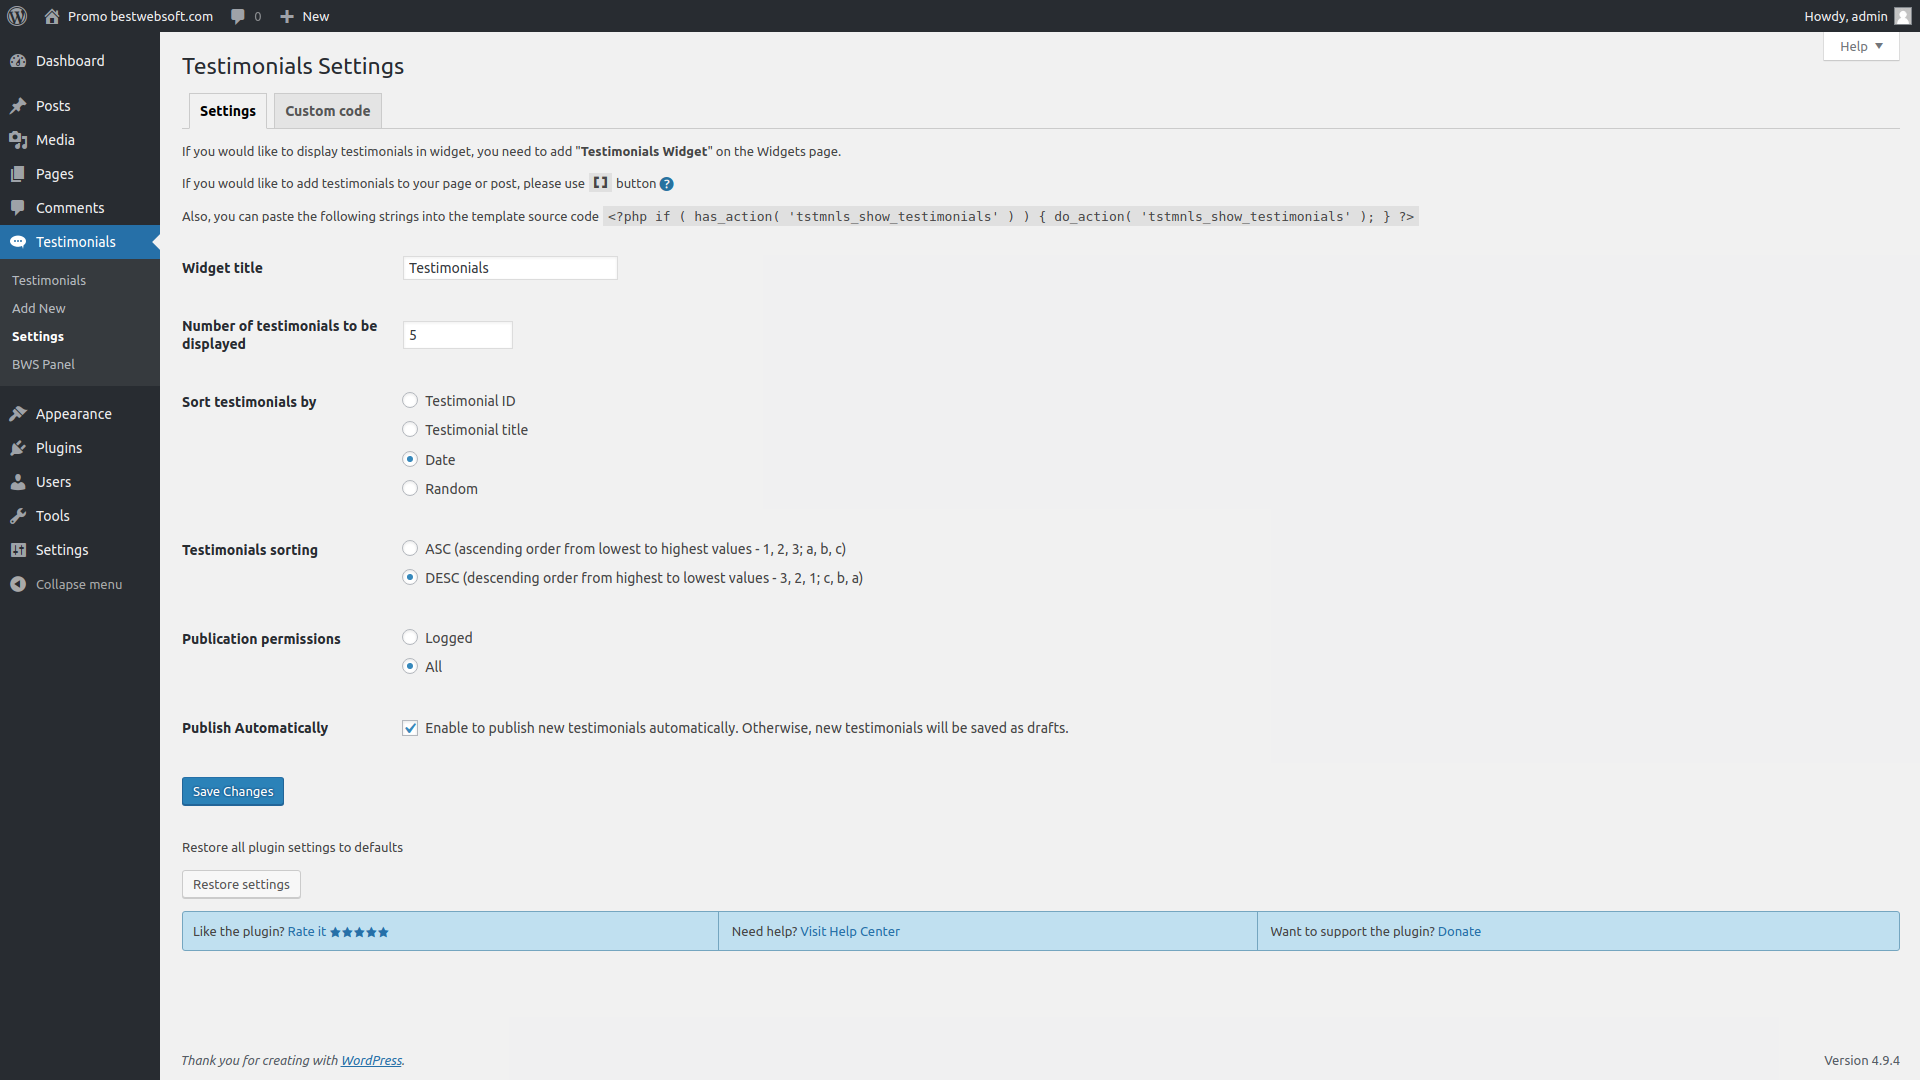 Promo bestwebsoft.com 0 New Howdy, admin
Help
Dashboard
Posts
Media
Pages
Comments
Testimonials
Testimonials
Add New
Settings
BWS Panel
Appearance
Plugins
Users
Tools
Settings
Collapse menu
Testimonials Settings
Settings Custom code
If you would like to display testimonials in widget, you need to add "Testimonials Widget" on the Widgets page.
If you would like to add testimonials to your page or post, please use button ?
Also, you can paste the following strings into the template source code <?php if ( has_action( 'tstmnls_show_testimonials' ) ) { do_action( 'tstmnls_show_testimonials' ); } ?>
Widget title Testimonials
Number of testimonials to be
displayed
5
Sort testimonials by
Testimonial ID
Testimonial title
Date
Random
Testimonials sorting
ASC (ascending order from lowest to highest values - 1, 2, 3; a, b, c)
DESC (descending order from highest to lowest values - 3, 2, 1; c, b, a)
Publication permissions
Logged
All
Publish Automatically
Enable to publish new testimonials automatically. Otherwise, new testimonials will be saved as drafts.
Save Changes
Restore all plugin settings to defaults
Restore settings
Like the plugin? Rate it ★★★★★
Need help? Visit Help Center
Want to support the plugin? Donate
Thank you for creating with WordPress.
Version 4.9.4